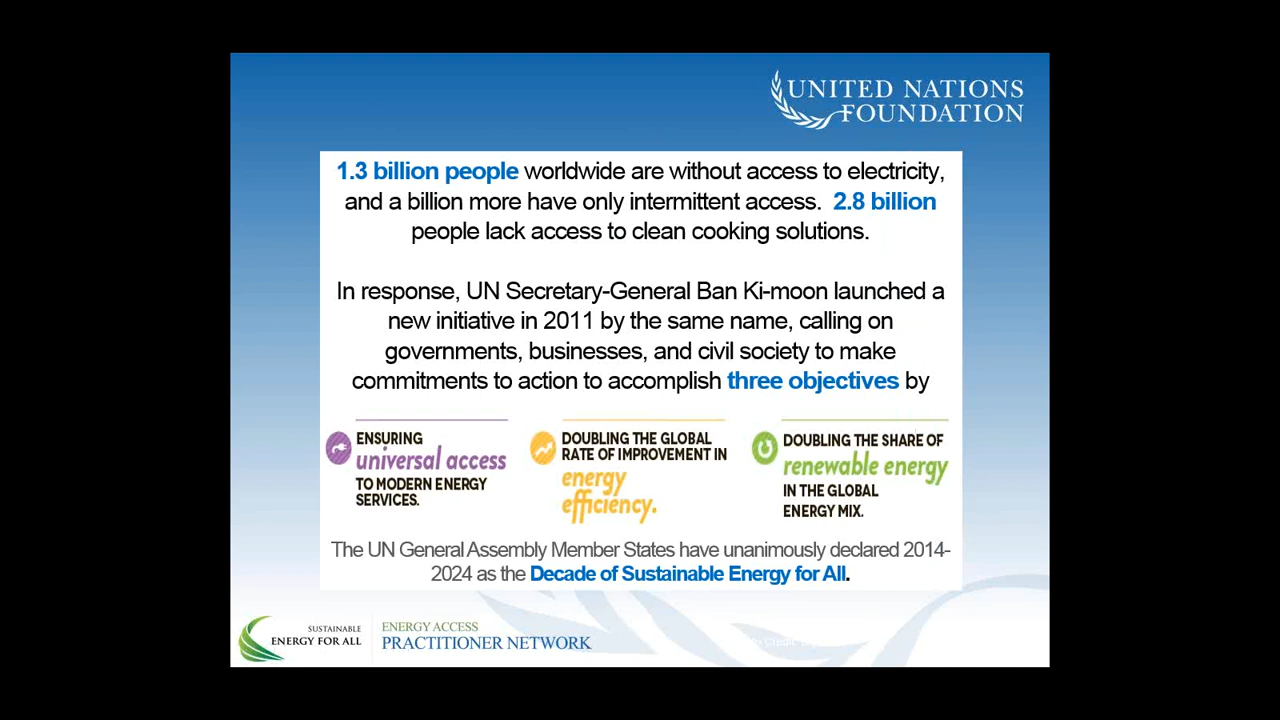 UNITED NATIONS
FOUNDATION
1.3 billion people worldwide are without access to electricity,
and a billion more have only intermittent access. 2.8 billion
people lack access to clean cooking solutions.
In response, UN Secretary-General Ban Ki-moon launched a
new initiative in 2011 by the same name, calling on
governments, businesses, and civil society to make
commitments to action to accomplish three objectives by
ENSURING
universal access
TO MODERN ENERGY
SERVICES.
DOUBLING THE GLOBAL
RATE OF IMPROVEMENT IN
energy
efficiency.
DOUBLING THE SHARE OF
renewable energy
IN THE GLOBAL
ENERGY MIX.
The UN General Assembly Member States have unanimously declared 2014-
2024 as the Decade of Sustainable Energy for All.
SUSTAINABLE
ENERGY FOR ALL
ENERGY ACCESS
PRACTITIONER NETWORK